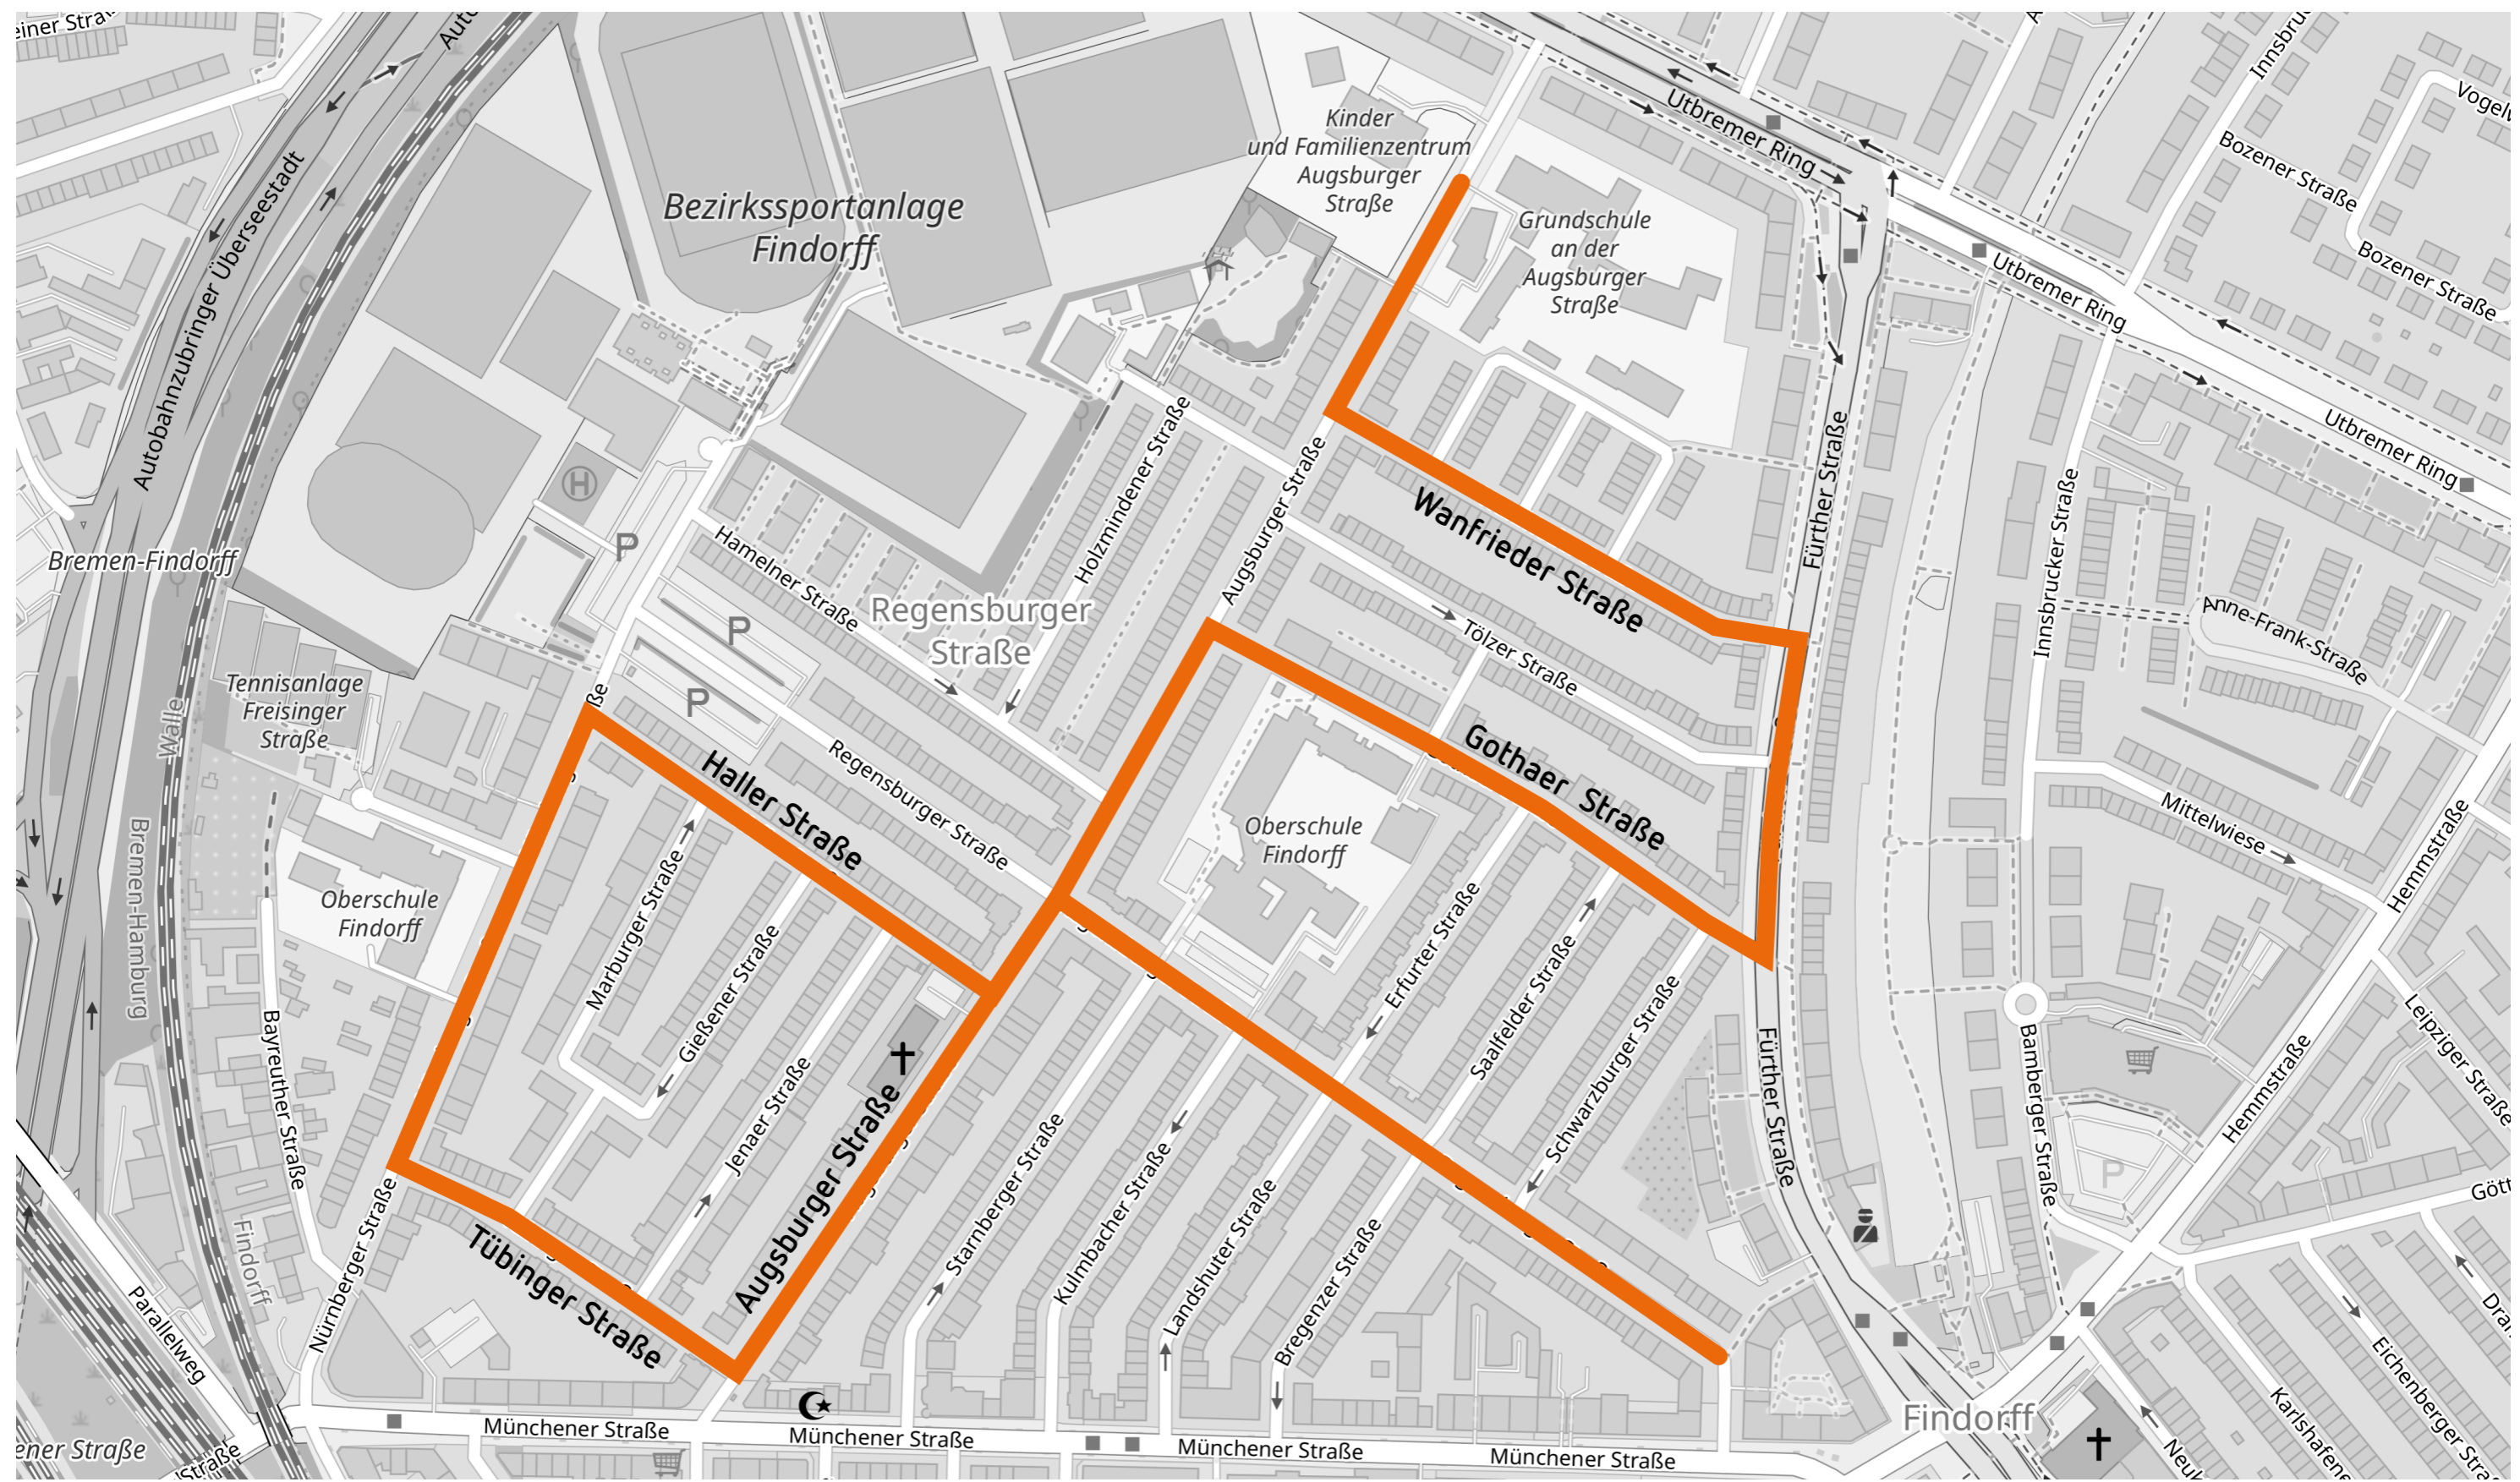 Utbremer Ring
Kinder
und Familienzentrum
Augsburger
Straße
Bezirkssportanlage
Findorff
Grundschule
an der
Augsburger
Straße
Bozener Straße
Bozener Straße
Autobahnzubringer Überseestadt
Utbremer Ring
Utbremer Ring
Holzmindener Straße
Augsburger Straße
Fürther Straße
Innsbrucker Straße
H
P
Wanfrieder Straße
Bremen-Findorff
Hamelner Straße
Regensburger
Straße
P
Tölzer Straße
Anne-Frank-Straße
P
Tennisanlage
Freisinger
Straße
Walle
Haller Straße
Regensburger Straße
Gothaer Straße
Oberschule
Findorff
Mittelwiese
Hemmstraße
Bremen-Hamburg
Oberschule
Findorff
Marburger Straße
Gießener Straße
Erfurter Straße
Saalfelder Straße
Schwarzburger Straße
Bayreuther Straße
Jenaer Straße
Augsburger Straße
Fürther Straße
Bamberger Straße
Hemmstraße
Leipziger Straße
P
Findorff
Nürnberger Straße
Tübinger Straße
Starnberger Straße
Kulmbacher Straße
Landshuter Straße
Bregenzer Straße
Parallelweg
Eichenberger Stra
Karlshafene
Findorff
Münchener Straße
Münchener Straße
Münchener Straße
Münchener Straße
ener Straße